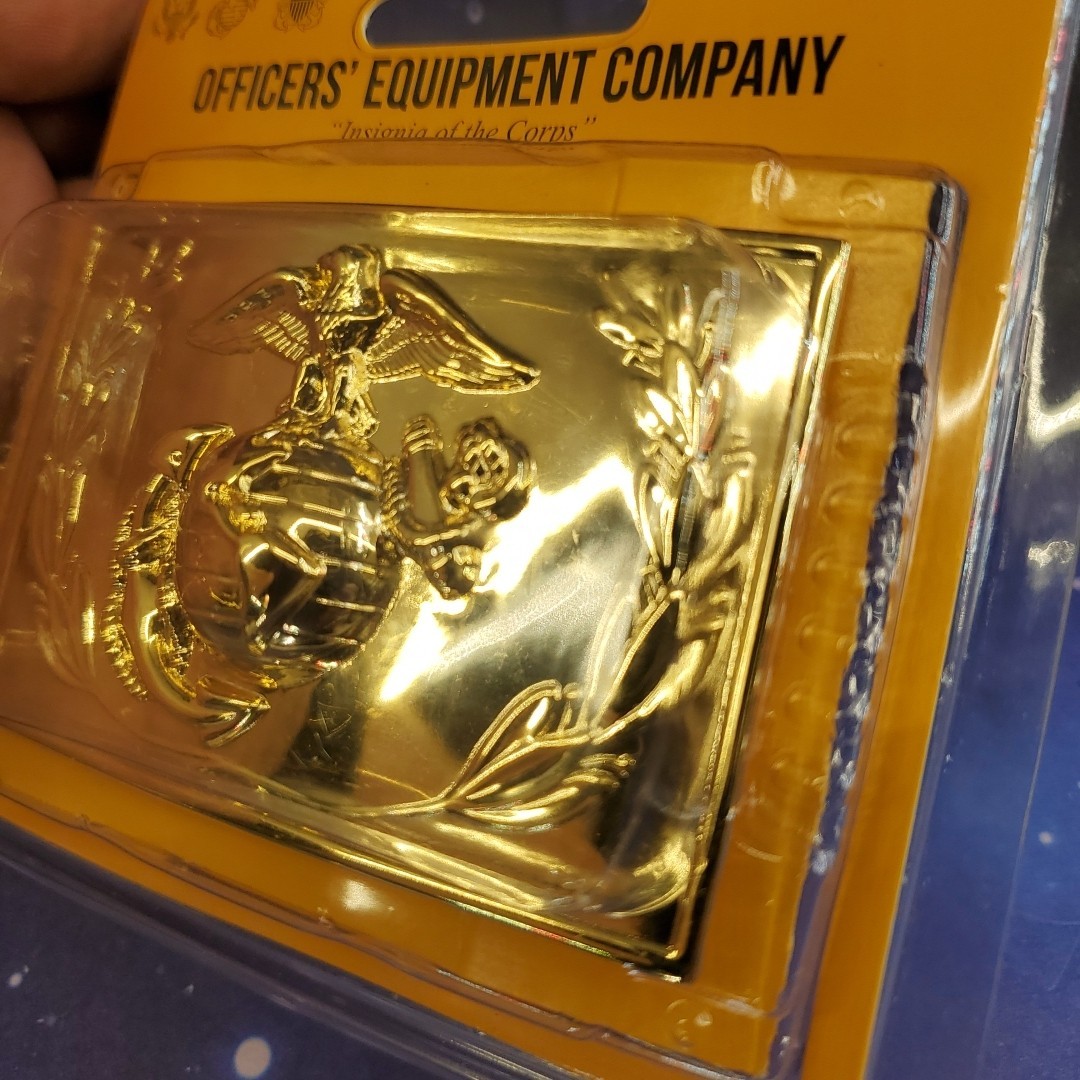 OFFICERS' EQUIPMENT COMPANY
"Insignia of the Corps"